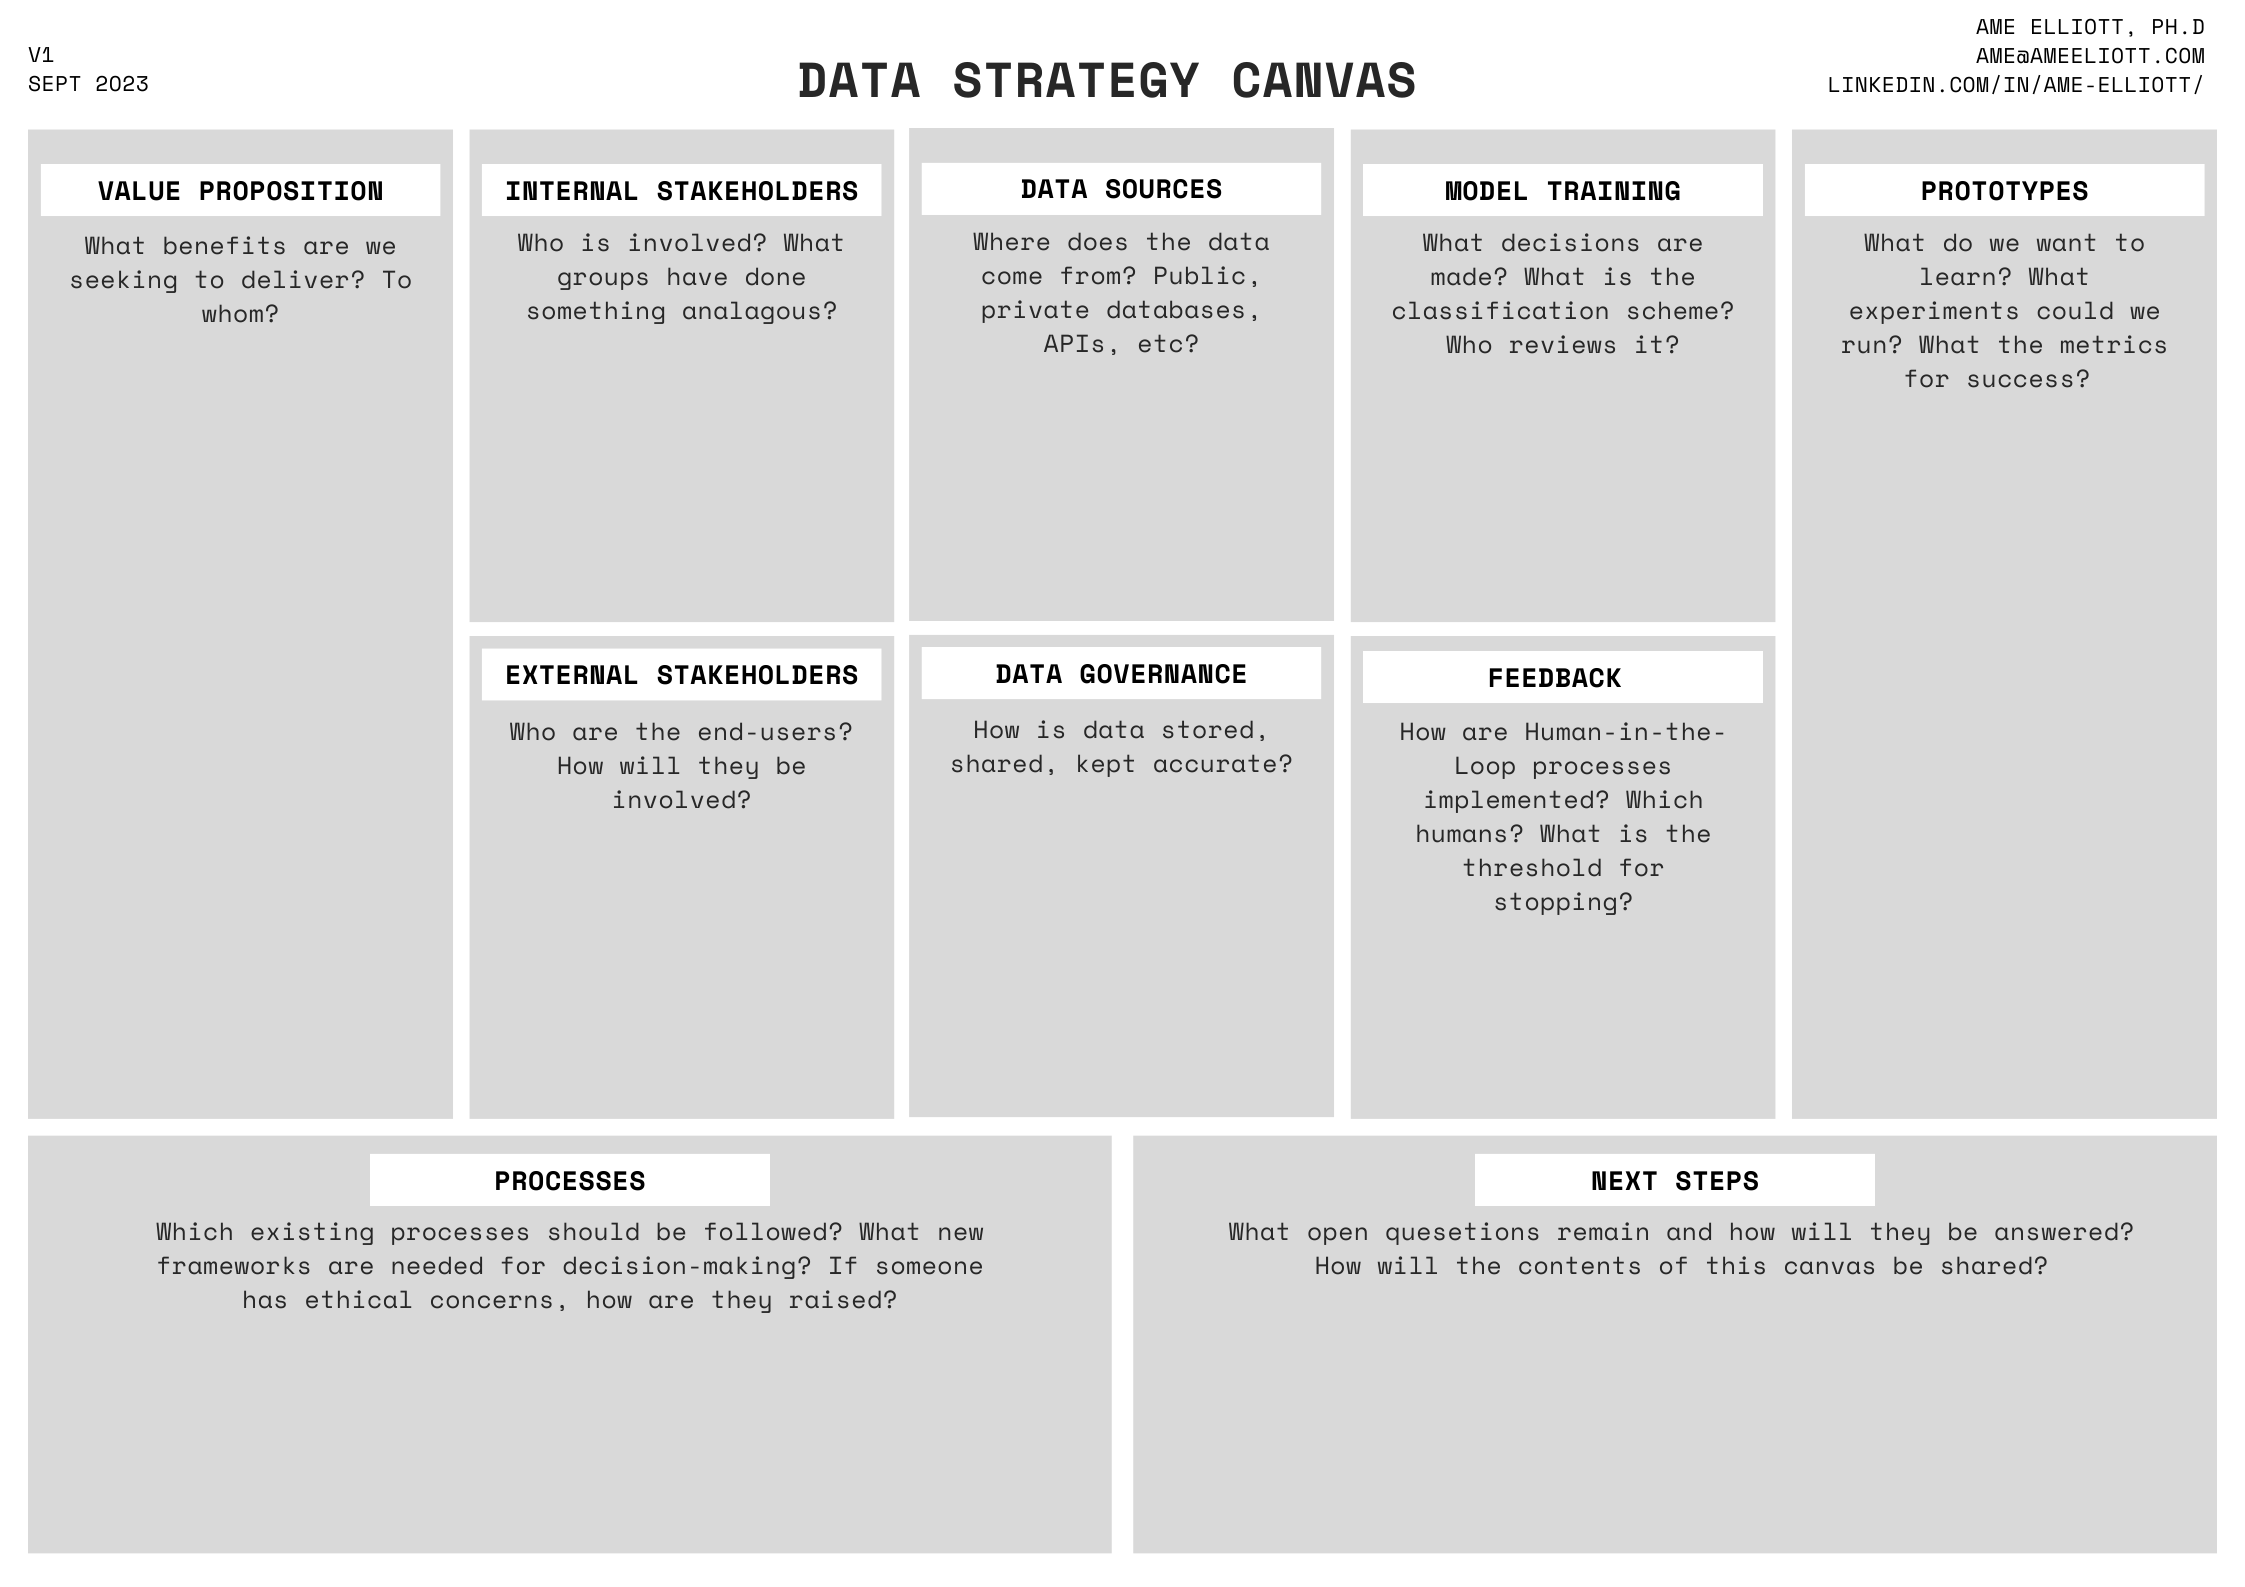 V1
SEPT 2023
DATA STRATEGY CANVAS
AME ELLIOTT, PH.D
AME@AMEELIOTT.COM
LINKEDIN.COM/IN/AME-ELLIOTT/
VALUE PROPOSITION
What benefits are we
seeking to deliver? To
whom?
INTERNAL STAKEHOLDERS
Who is involved? What
groups have done
something analagous?
EXTERNAL STAKEHOLDERS
Who are the end-users?
How will they be
involved?
DATA SOURCES
Where does the data
come from? Public,
private databases,
APIs, etc?
DATA GOVERNANCE
How is data stored,
shared, kept accurate?
MODEL TRAINING
What decisions are
made? What is the
classification scheme?
Who reviews it?
FEEDBACK
How are Human-in-the-
Loop processes
implemented? Which
humans? What is the
threshold for
stopping?
PROTOTYPES
What do we want to
learn? What
experiments could we
run? What the metrics
for success?
PROCESSES
Which existing processes should be followed? What new
frameworks are needed for decision-making? If someone
has ethical concerns, how are they raised?
NEXT STEPS
What open quesetions remain and how will they be answered?
How will the contents of this canvas be shared?